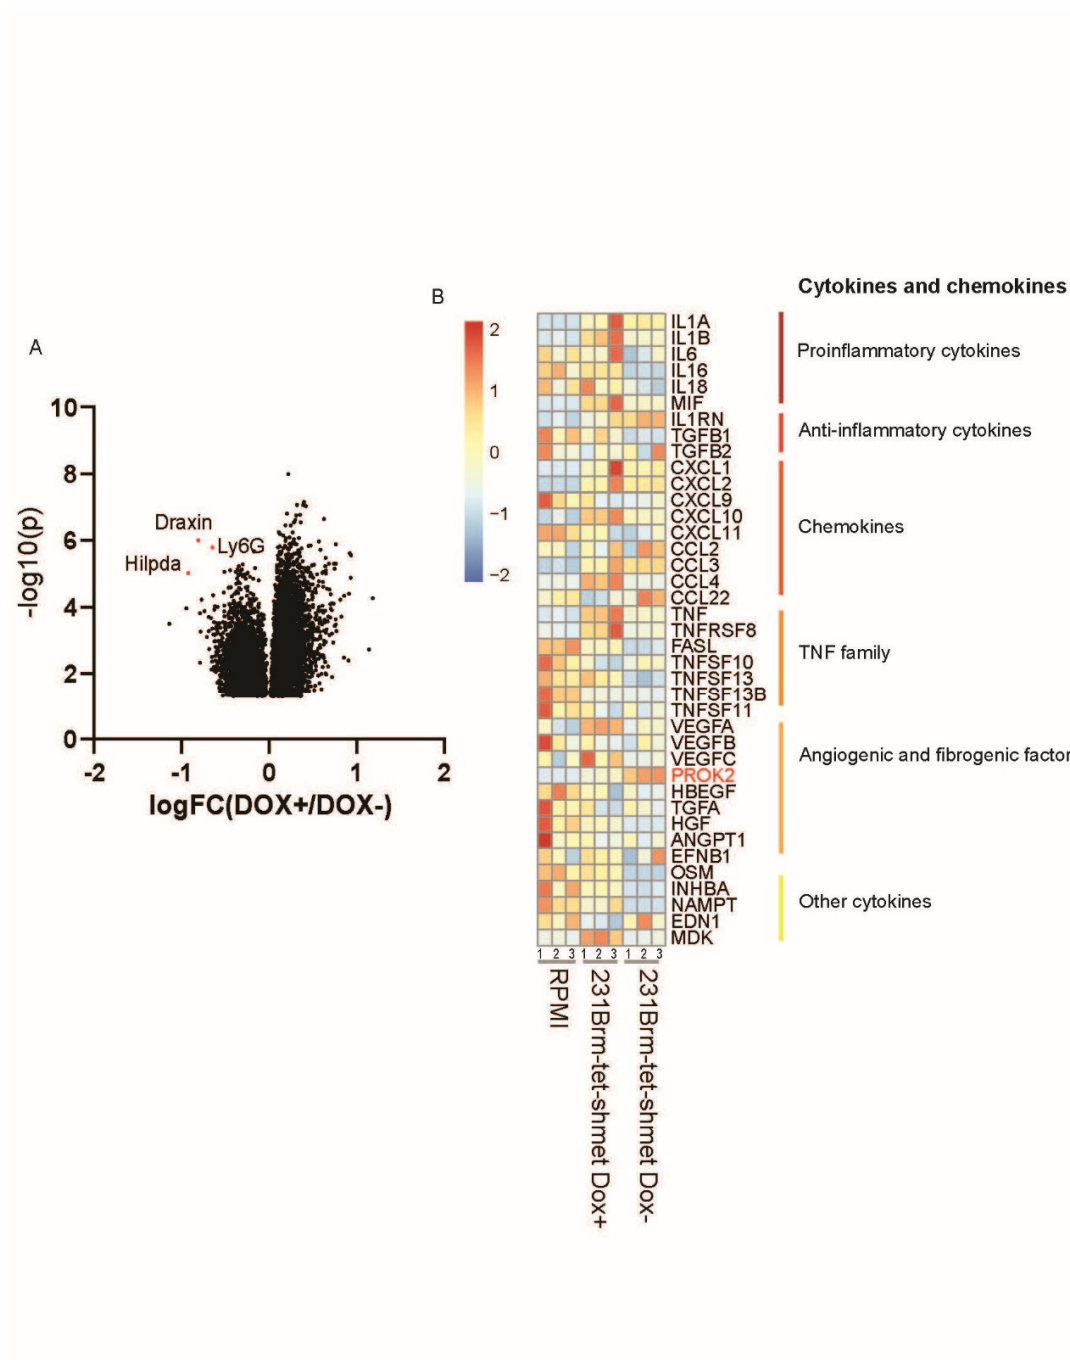 A
10
8
6
4
2
0
-log10(p)
Draxin
Ly6G
Hilpda
-2 -1 0 1 2
logFC(DOX+/DOX-)
B
2
1
0
−1
−2
IL1A
IL1B
IL6
IL16
IL18
MIF
IL1RN
TGFB1
TGFB2
CXCL1
CXCL2
CXCL9
CXCL10
CXCL11
CCL2
CCL3
CCL4
CCL22
TNF
TNFRSF8
FASL
TNFSF10
TNFSF13
TNFSF13B
TNFSF11
VEGFA
VEGFB
VEGFC
PROK2
HBEGF
TGFA
HGF
ANGPT1
EFNB1
OSM
INHBA
NAMPT
EDN1
MDK
1 2 3 1 2 3 1 2 3
RPMI
231Brm-tet-shmet Dox+
231Brm-tet-shmet Dox-
Cytokines and chemokines
Proinflammatory cytokines
Anti-inflammatory cytokines
Chemokines
TNF family
Angiogenic and fibrogenic factor
Other cytokines